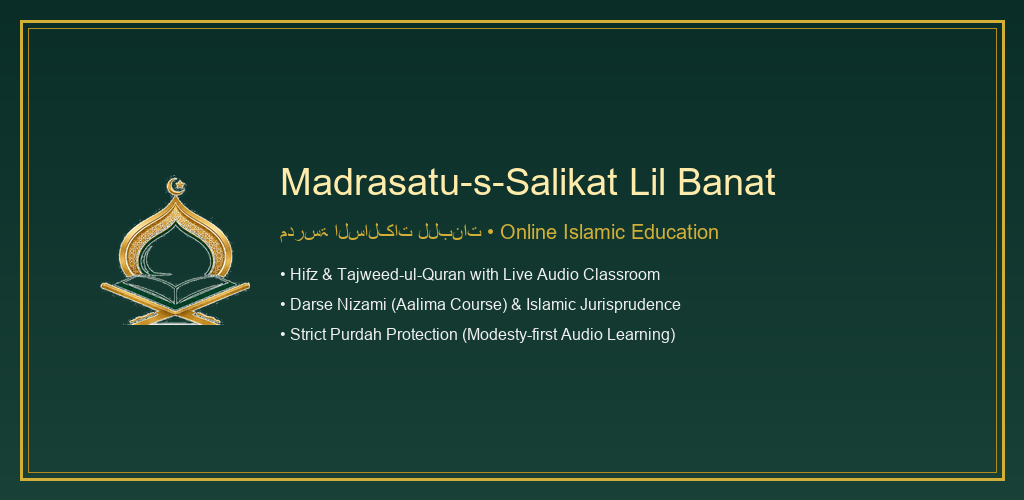 Madrasatu-s-Salikat Lil Banat
مدرسۃ السالکات للبنات • Online Islamic Education
• Hifz & Tajweed-ul-Quran with Live Audio Classroom
• Darse Nizami (Aalima Course) & Islamic Jurisprudence
• Strict Purdah Protection (Modesty-first Audio Learning)